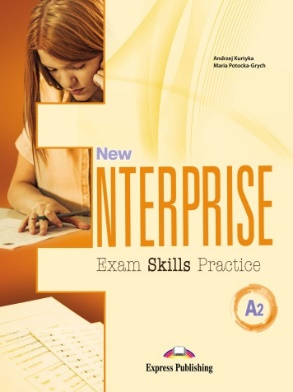 Andrzej Kurtyka
Maria Potocka-Grych
New
ENTERPRISE
Exam Skills Practice
A2
Express Publishing